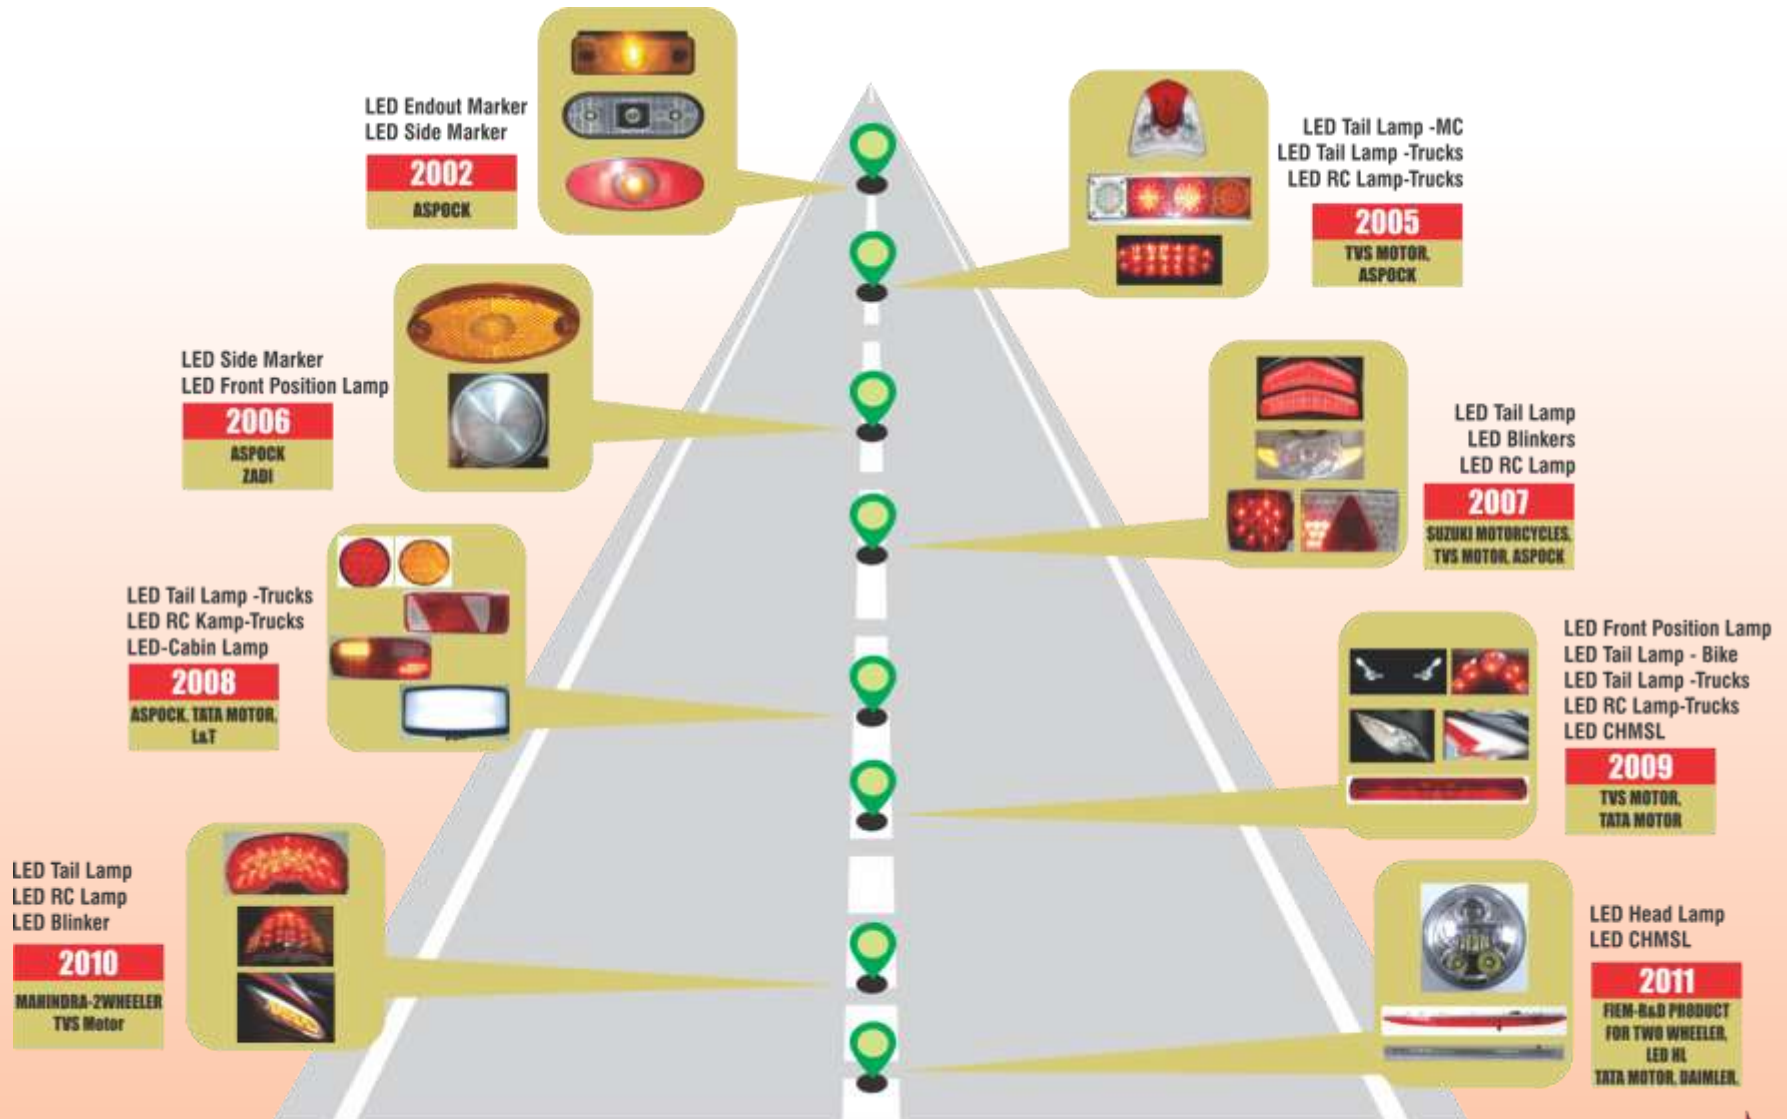 LED Endout Marker
LED Side Marker
2002
ASPOCK
LED Tail Lamp -MC
LED Tail Lamp -Trucks
LED RC Lamp-Trucks
2005
TVS MOTOR,
ASPOCK
LED Side Marker
LED Front Position Lamp
2006
ASPOCK
ZADI
LED Tail Lamp
LED Blinkers
LED RC Lamp
2007
SUZUKI MOTORCYCLES,
TVS MOTOR, ASPOCK
LED Tail Lamp -Trucks
LED RC Kamp-Trucks
LED-Cabin Lamp
2008
ASPOCK, TATA MOTOR,
L&T
LED Front Position Lamp
LED Tail Lamp - Bike
LED Tail Lamp -Trucks
LED RC Lamp-Trucks
LED CHMSL
2009
TVS MOTOR,
TATA MOTOR
LED Tail Lamp
LED RC Lamp
LED Blinker
2010
MAHINDRA-2WHEELER
TVS Motor
LED Head Lamp
LED CHMSL
2011
FIEM-R&D PRODUCT
FOR TWO WHEELER,
LED HL
TATA MOTOR, DAIMLER,